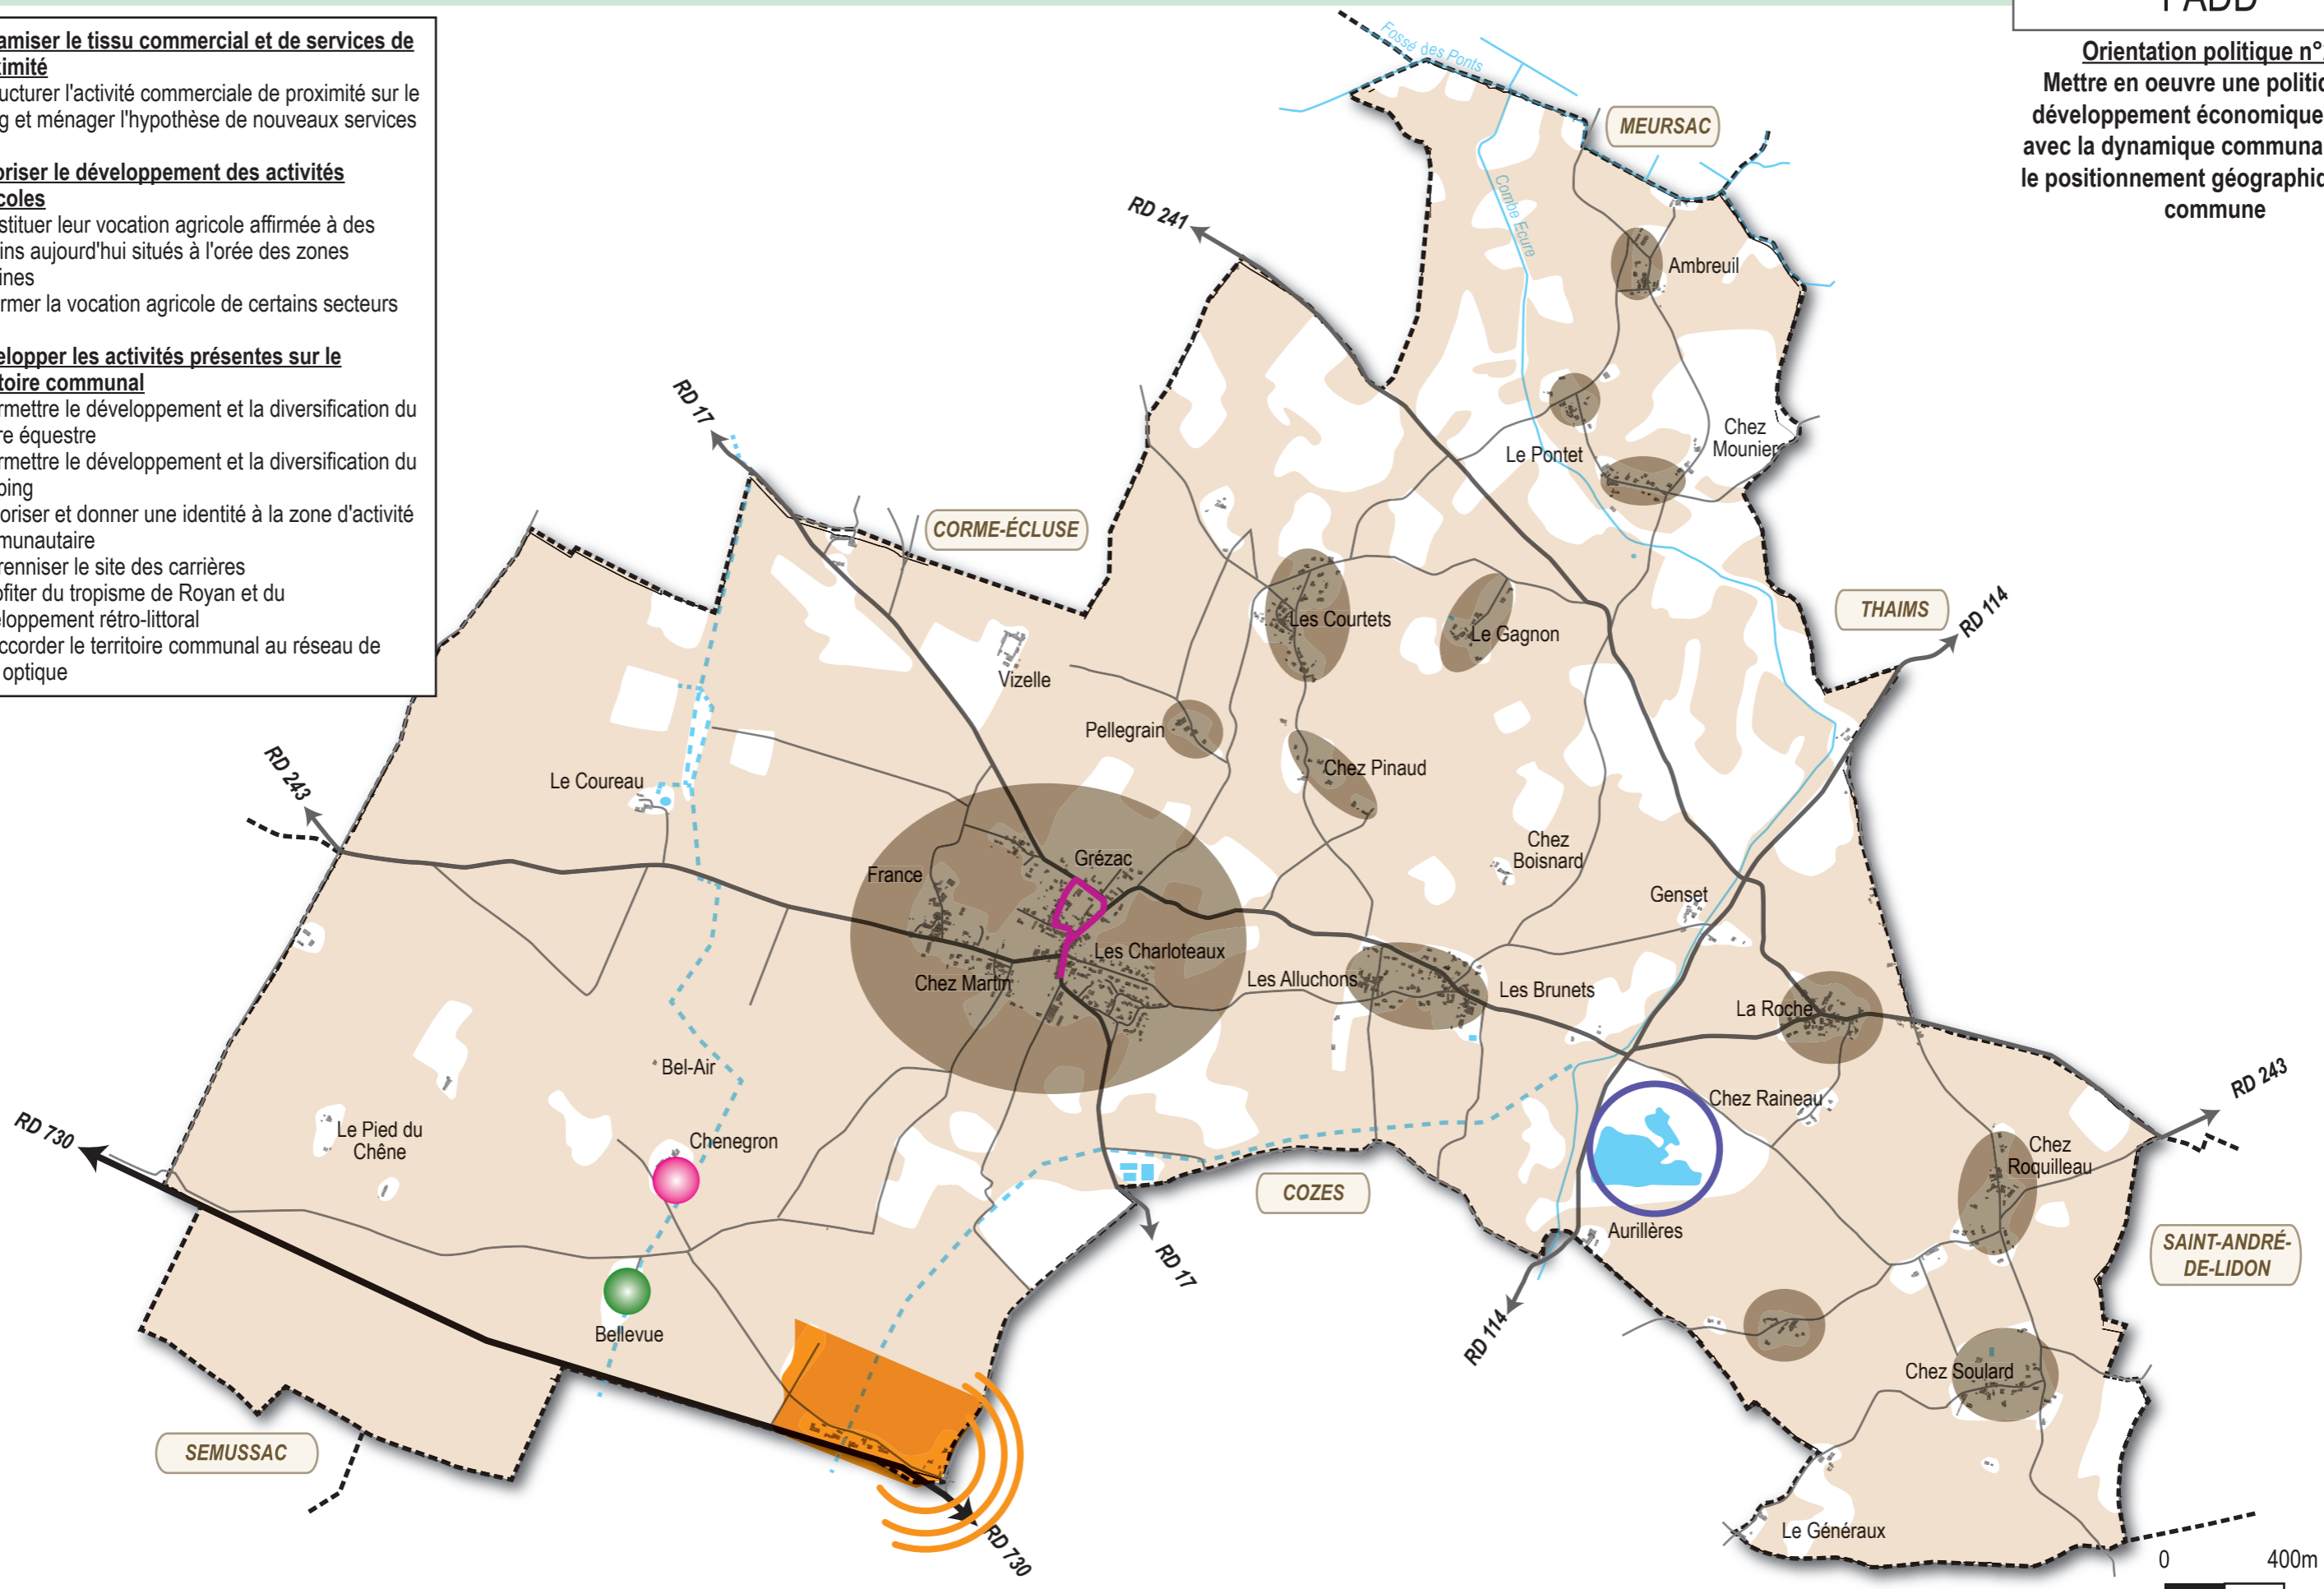 amiser le tissu commercial et de services de
imité
ucturer l'activité commerciale de proximité sur le
g et ménager l'hypothèse de nouveaux services
oriser le développement des activités
coles
stituer leur vocation agricole affirmée à des
ins aujourd'hui situés à l'orée des zones
ines
rmer la vocation agricole de certains secteurs
elopper les activités présentes sur le
toire communal
rmettre le développement et la diversification du
re équestre
rmettre le développement et la diversification du
ping
oriser et donner une identité à la zone d'activité
munautaire
renniser le site des carrières
ofiter du tropisme de Royan et du
eloppement rétro-littoral
ccorder le territoire communal au réseau de
optique
PADD
Orientation politique n°
Mettre en oeuvre une politi
développement économique
avec la dynamique communa
le positionnement géographi
commune
Fossé des Ponts
MEURSAC
Combe Ecure
RD 241
Ambreuil
RD 17
Chez
Mounier
Le Pontet
CORME-ÉCLUSE
THAIMS
RD 114
Les Courtets
Le Gagnon
Vizelle
Pellegrain
Chez Pinaud
RD 243
Le Coureau
Chez
Boisnard
Grézac
France
Genset
Les Charloteaux
Chez Martin
Les Alluchons
Les Brunets
La Roche
Bel-Air
Chez Raineau
RD 243
RD 730
Le Pied du
Chêne
Chenegron
Chez
Roquilleau
COZES
Aurillères
SAINT-ANDRÉ-
DE-LIDON
RD 17
Bellevue
RD 114
Chez Soulard
SEMUSSAC
RD 730
Le Généraux
0 400m